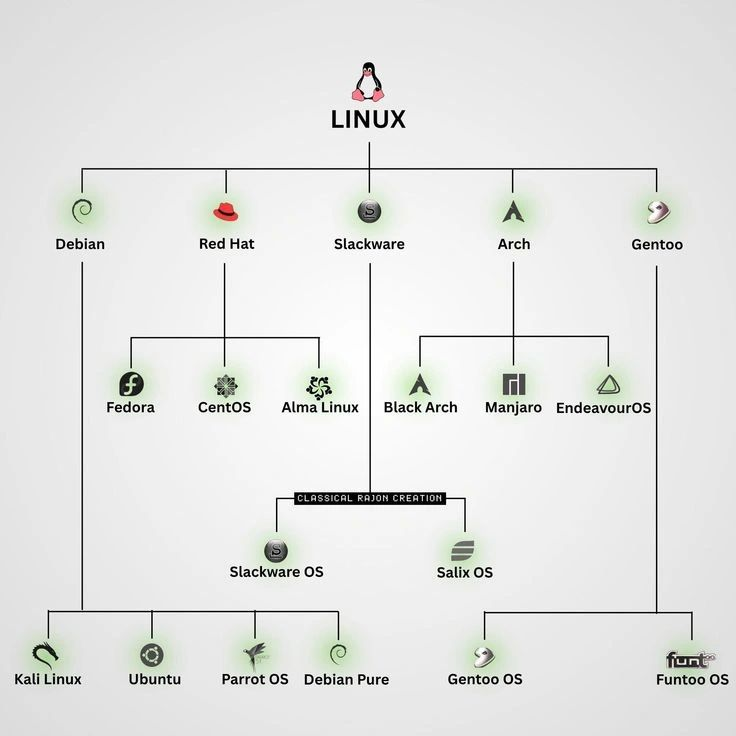 LINUX
Debian
Red Hat
Slackware
Arch
Gentoo
Fedora
CentOS
Alma Linux
Black Arch
Manjaro
EndeavourOS
CLASSICAL RAJON CREATION
S
Slackware OS
Salix OS
Kali Linux
Ubuntu
Parrot OS
Debian Pure
Gentoo OS
funtoo
Funtoo OS